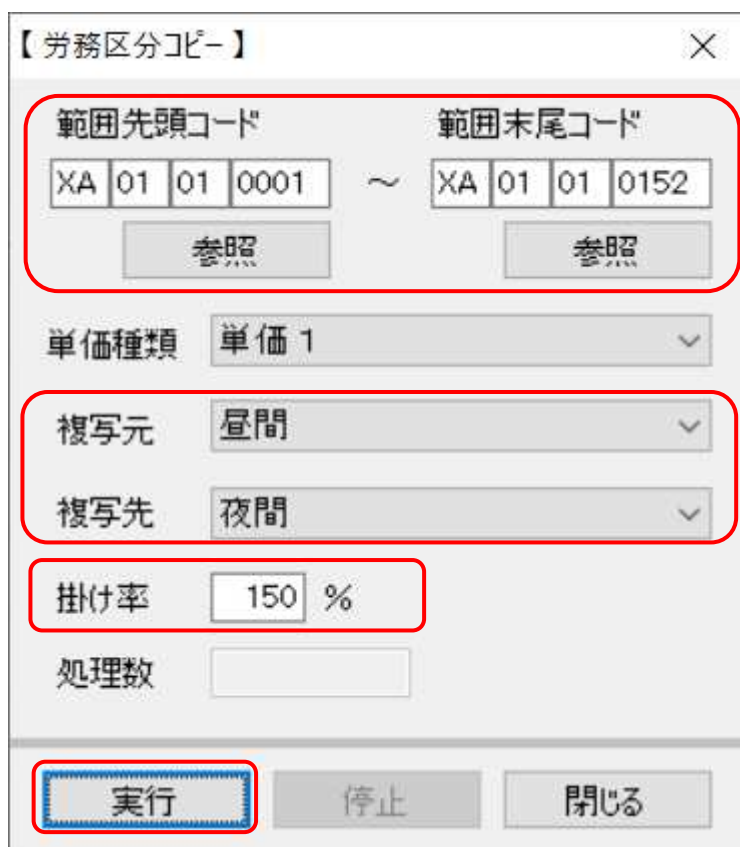 【 労務区分コピー 】
範囲先頭コード 範囲末尾コード
XA 01 01 0001 ～ XA 01 01 0152
参照 参照
単価種類 単価 1
複写元 昼間
複写先 夜間
掛け率 150 %
処理数
実行 停止 閉じる